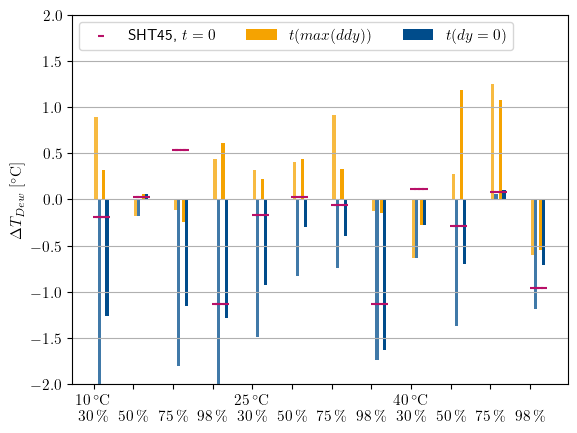 SHT45, t = 0 t(max(ddy)) t(dy = 0)
ΔT_Dew [°C]
2.0
1.5
1.0
0.5
0.0
−0.5
−1.0
−1.5
−2.0
10 °C 25 °C 40 °C
30 % 50 % 75 % 98 % 30 % 50 % 75 % 98 % 30 % 50 % 75 % 98 %